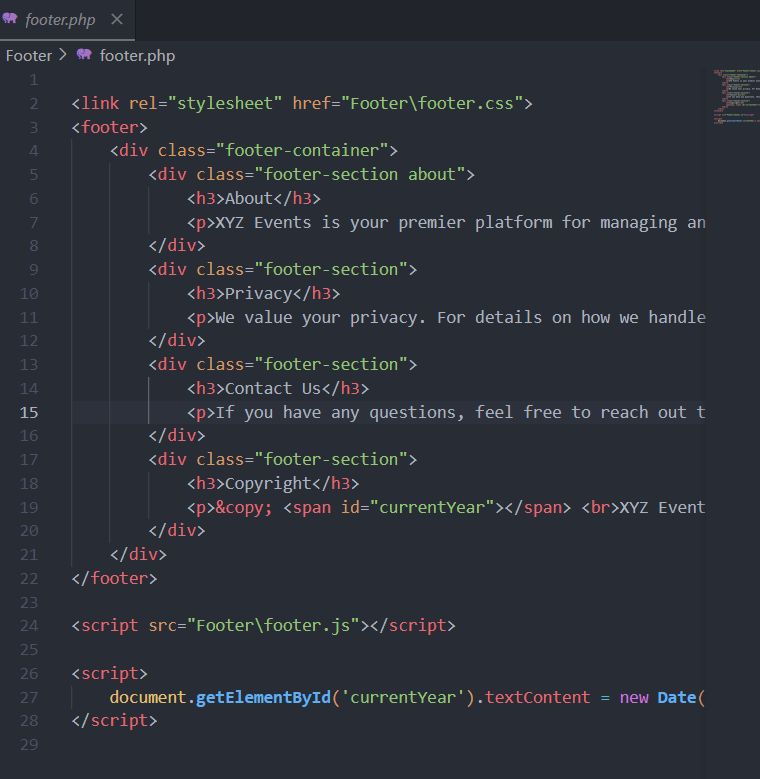 footer.php ×
Footer > footer.php
1
2 <link rel="stylesheet" href="Footer\footer.css">
3 <footer>
4 <div class="footer-container">
5 <div class="footer-section about">
6 <h3>About</h3>
7 <p>XYZ Events is your premier platform for managing an
8 </div>
9 <div class="footer-section">
10 <h3>Privacy</h3>
11 <p>We value your privacy. For details on how we handle
12 </div>
13 <div class="footer-section">
14 <h3>Contact Us</h3>
15 <p>If you have any questions, feel free to reach out t
16 </div>
17 <div class="footer-section">
18 <h3>Copyright</h3>
19 <p>&copy; <span id="currentYear"></span> <br>XYZ Event
20 </div>
21 </div>
22 </footer>
23
24 <script src="Footer\footer.js"></script>
25
26 <script>
27 document.getElementById('currentYear').textContent = new Date(
28 </script>
29